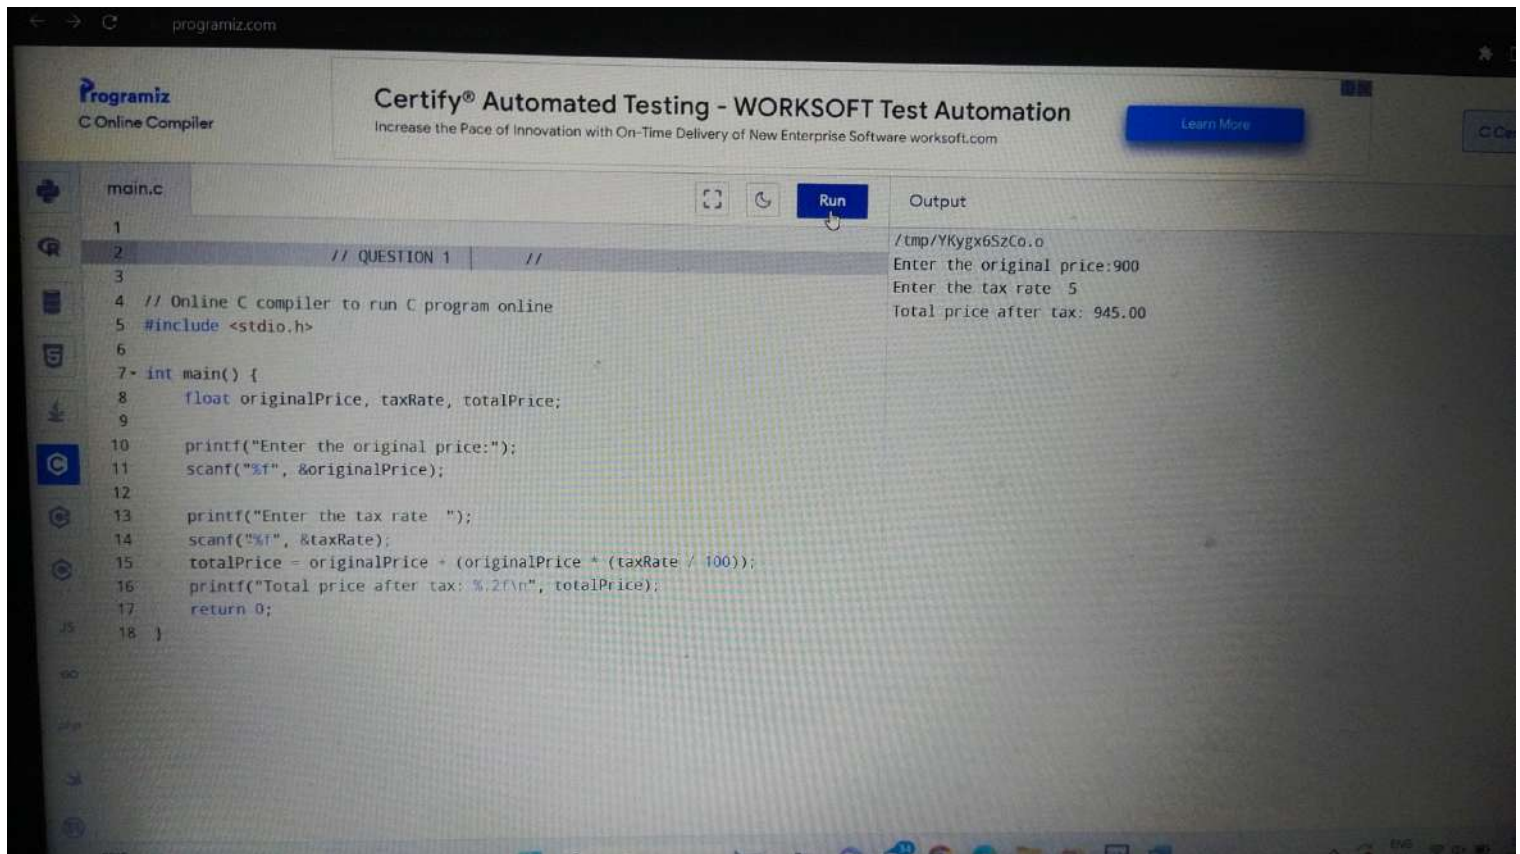 programiz.com
Programiz
C Online Compiler
Certify® Automated Testing - WORKSOFT Test Automation
Increase the Pace of Innovation with On-Time Delivery of New Enterprise Software worksoft.com
Learn More
main.c
Run
Output
1
2 // QUESTION 1 //
3
4 // Online C compiler to run C program online
5 #include <stdio.h>
6
7 int main() {
8 float originalPrice, taxRate, totalPrice;
9
10 printf("Enter the original price:");
11 scanf("%f", &originalPrice);
12
13 printf("Enter the tax rate  ");
14 scanf("%f", &taxRate);
15 totalPrice = originalPrice + (originalPrice * (taxRate / 100));
16 printf("Total price after tax: %.2f\n", totalPrice);
17 return 0;
18 }
/tmp/YKygx6SzCo.o
Enter the original price:900
Enter the tax rate  5
Total price after tax: 945.00
JS
GO
php
34
ENG